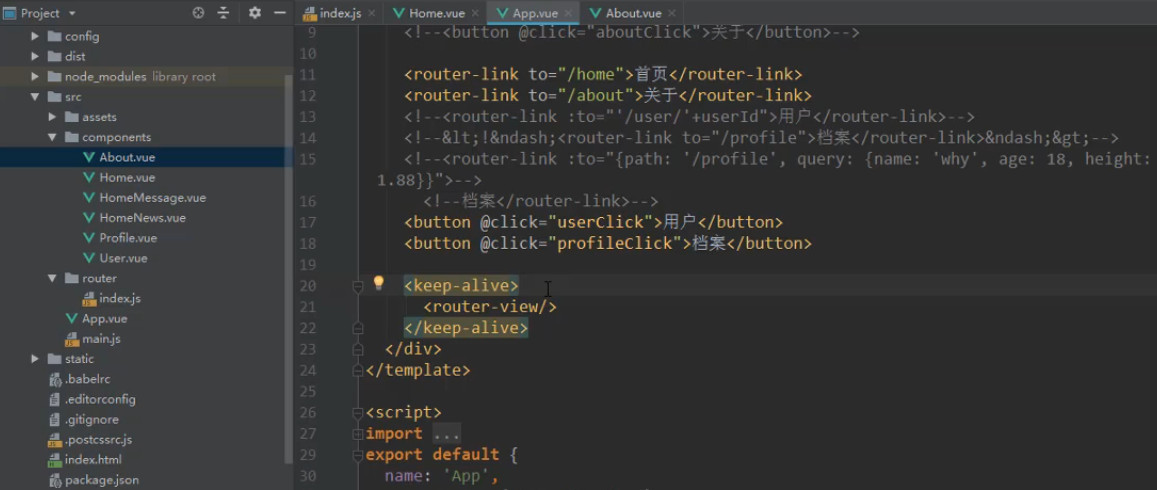 Project
index.js
Home.vue
App.vue
About.vue
config
dist
node_modules library root
src
assets
components
About.vue
Home.vue
HomeMessage.vue
HomeNews.vue
Profile.vue
User.vue
router
index.js
App.vue
main.js
static
.babelrc
.editorconfig
.gitignore
.postcssrc.js
index.html
package.json
9 <!--<button @click="aboutClick">关于</button>-->
10
11 <router-link to="/home">首页</router-link>
12 <router-link to="/about">关于</router-link>
13 <!--<router-link :to="'/user/'+userId">用户</router-link>-->
14 <!--&lt;!&ndash;<router-link to="/profile">档案</router-link>&ndash;&gt;-->
15 <!--<router-link :to="{path: '/profile', query: {name: 'why', age: 18, height:
1.88}}">-->
16 <!--档案</router-link>-->
17 <button @click="userClick">用户</button>
18 <button @click="profileClick">档案</button>
19
20 <keep-alive>
21 <router-view/>
22 </keep-alive>
23 </div>
24 </template>
25
26 <script>
27 import ...
29 export default {
30 name: 'App',